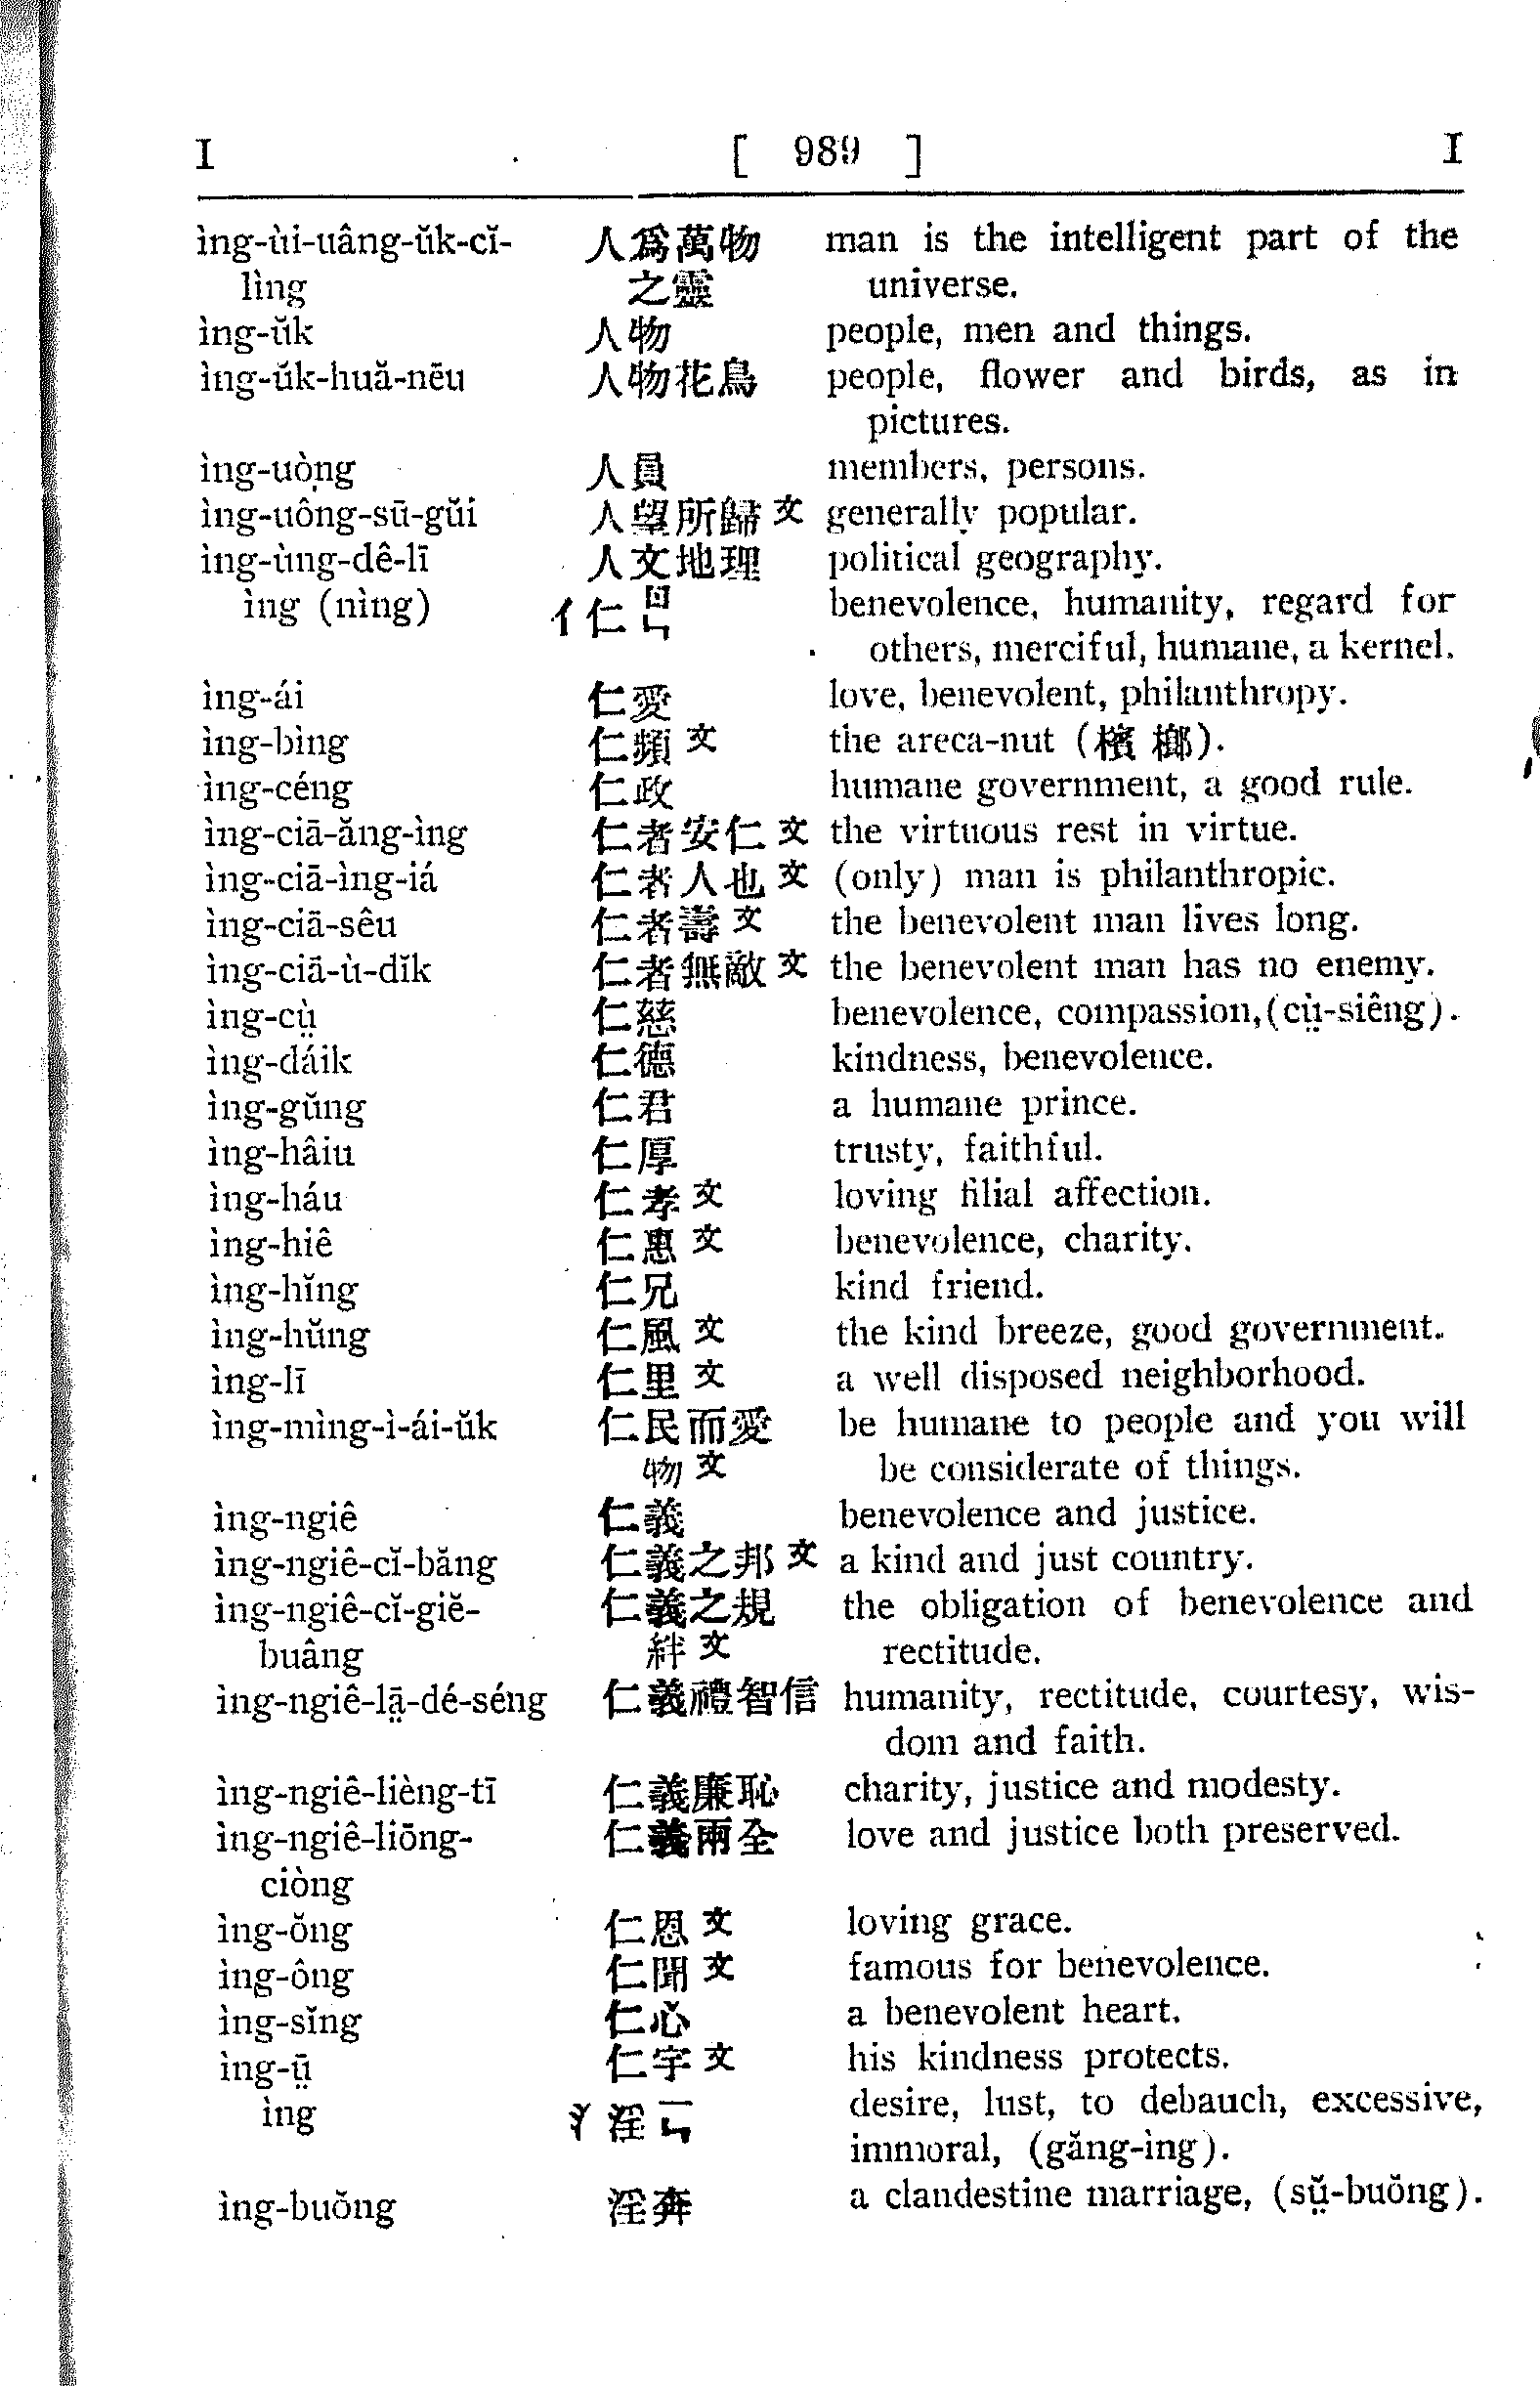 I [ 989 ] I
ìng-ùi-uâng-ŭk-cĭ- 人爲萬物 man is the intelligent part of the
lìng 之靈 universe.
ìng-ŭk 人物 people, men and things.
ìng-ŭk-huă-nēu 人物花鳥 people, flower and birds, as in
pictures.
ìng-uòng 人員 members, persons.
ìng-uông-sū-gŭi 人望所歸文 generally popular.
ìng-ùng-dê-lī 人文地理 political geography.
ìng (nìng) 亻仁 benevolence, humanity, regard for
others, merciful, humane, a kernel.
ìng-ái 仁愛 love, benevolent, philanthropy.
ìng-bìng 仁頻文 the areca-nut (檳榔).
ìng-céng 仁政 humane government, a good rule.
ìng-ciā-ăng-ìng 仁者安仁文 the virtuous rest in virtue.
ìng-ciā-ìng-iá 仁者人也文 (only) man is philanthropic.
ìng-ciā-sêu 仁者壽文 the benevolent man lives long.
ìng-ciā-ù-dĭk 仁者無敵文 the benevolent man has no enemy.
ìng-cṳ̀ 仁慈 benevolence, compassion,(cṳ̀-siêng).
ìng-dáik 仁德 kindness, benevolence.
ìng-gŭng 仁君 a humane prince.
ìng-hâiu 仁厚 trusty, faithful.
ìng-háu 仁孝文 loving filial affection.
ìng-hiê 仁惠文 benevolence, charity.
ìng-hĭng 仁兄 kind friend.
ìng-hŭng 仁風文 the kind breeze, good government.
ìng-lī 仁里文 a well disposed neighborhood.
ìng-mìng-ì-ái-ŭk 仁民而愛 be humane to people and you will
物文 be considerate of things.
ìng-ngiê 仁義 benevolence and justice.
ìng-ngiê-cĭ-băng 仁義之邦文 a kind and just country.
ìng-ngiê-cĭ-giĕ- 仁義之規 the obligation of benevolence and
buâng 絆文 rectitude.
ìng-ngiê-lā̤-dé-séng 仁義禮智信 humanity, rectitude, courtesy, wis-
dom and faith.
ìng-ngiê-lièng-tī 仁義廉恥 charity, justice and modesty.
ìng-ngiê-liōng- 仁義兩全 love and justice both preserved.
ciòng
ìng-ŏng 仁恩文 loving grace.
ìng-ông 仁聞文 famous for benevolence.
ìng-sĭng 仁心 a benevolent heart.
ìng-ṳ̄ 仁宇文 his kindness protects.
ìng 淫 desire, lust, to debauch, excessive,
immoral, (găng-ìng).
ìng-buŏng 淫奔 a clandestine marriage, (sṳ̆-buŏng).